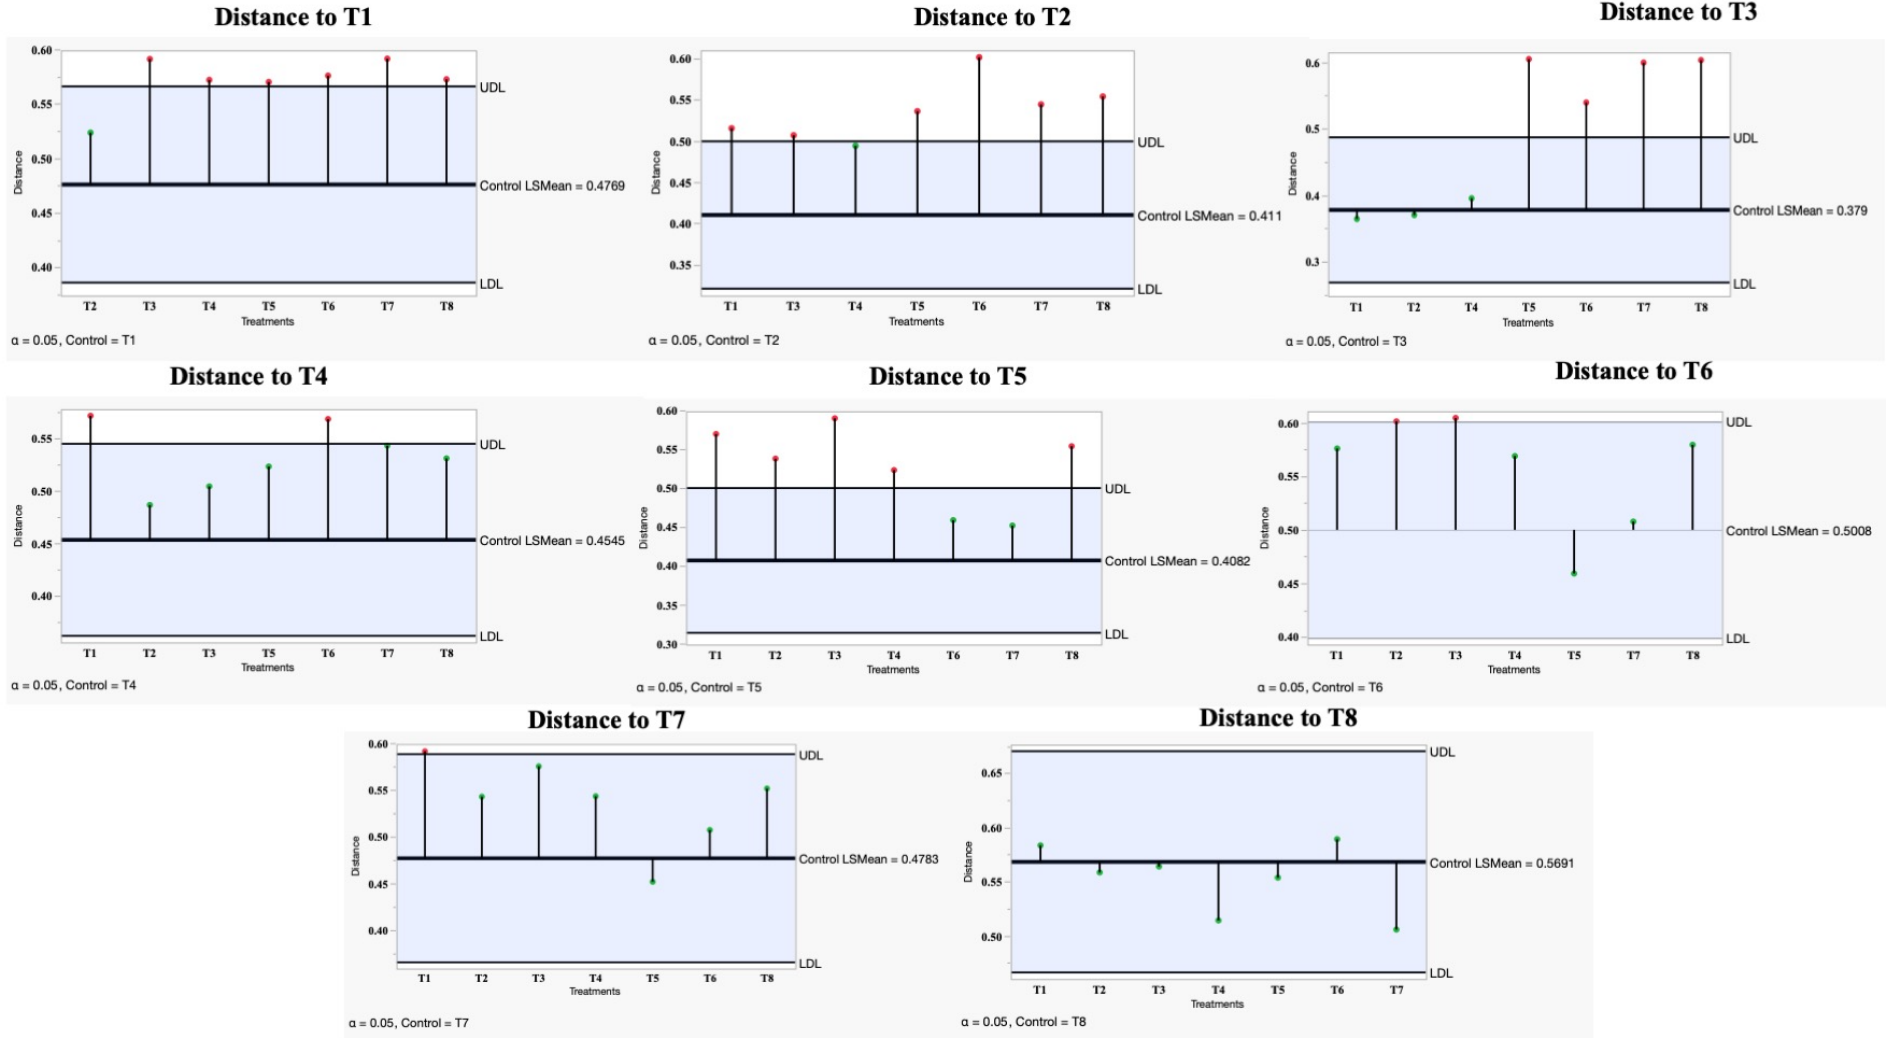 Distance to T1
0.60
0.55
0.50
0.45
0.40
Distance
UDL
Control LSMean = 0.4769
LDL
T2 T3 T4 T5 T6 T7 T8
Treatments
α = 0.05, Control = T1
Distance to T2
0.60
0.55
0.50
0.45
0.40
0.35
Distance
UDL
Control LSMean = 0.411
LDL
T1 T3 T4 T5 T6 T7 T8
Treatments
α = 0.05, Control = T2
Distance to T3
0.6
0.5
0.4
0.3
Distance
UDL
Control LSMean = 0.379
LDL
T1 T2 T4 T5 T6 T7 T8
Treatments
α = 0.05, Control = T3
Distance to T4
0.55
0.50
0.45
0.40
Distance
UDL
Control LSMean = 0.4545
LDL
T1 T2 T3 T5 T6 T7 T8
Treatments
α = 0.05, Control = T4
Distance to T5
0.60
0.55
0.50
0.45
0.40
0.35
0.30
Distance
UDL
Control LSMean = 0.4082
LDL
T1 T2 T3 T4 T6 T7 T8
Treatments
α = 0.05, Control = T5
Distance to T6
0.60
0.55
0.50
0.45
0.40
Distance
UDL
Control LSMean = 0.5008
LDL
T1 T2 T3 T4 T5 T7 T8
Treatments
α = 0.05, Control = T6
Distance to T7
0.60
0.55
0.50
0.45
0.40
Distance
UDL
Control LSMean = 0.4783
LDL
T1 T2 T3 T4 T5 T6 T8
Treatments
α = 0.05, Control = T7
Distance to T8
0.65
0.60
0.55
0.50
Distance
UDL
Control LSMean = 0.5691
LDL
T1 T2 T3 T4 T5 T6 T7
Treatments
α = 0.05, Control = T8